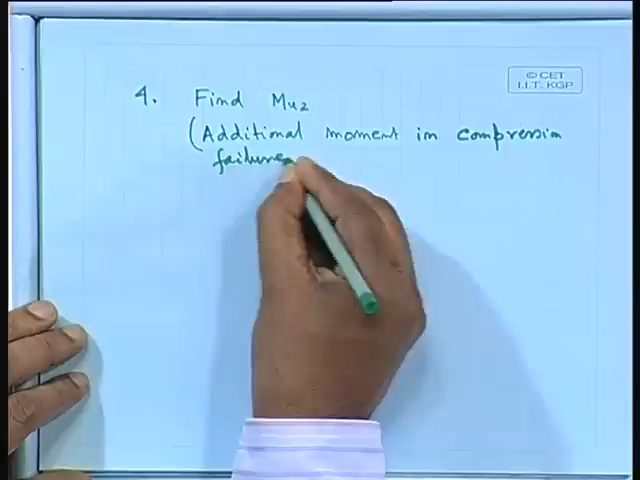 © CET
I.I.T. KGP
4. Find Mu2
(Additional moment in compression
failure